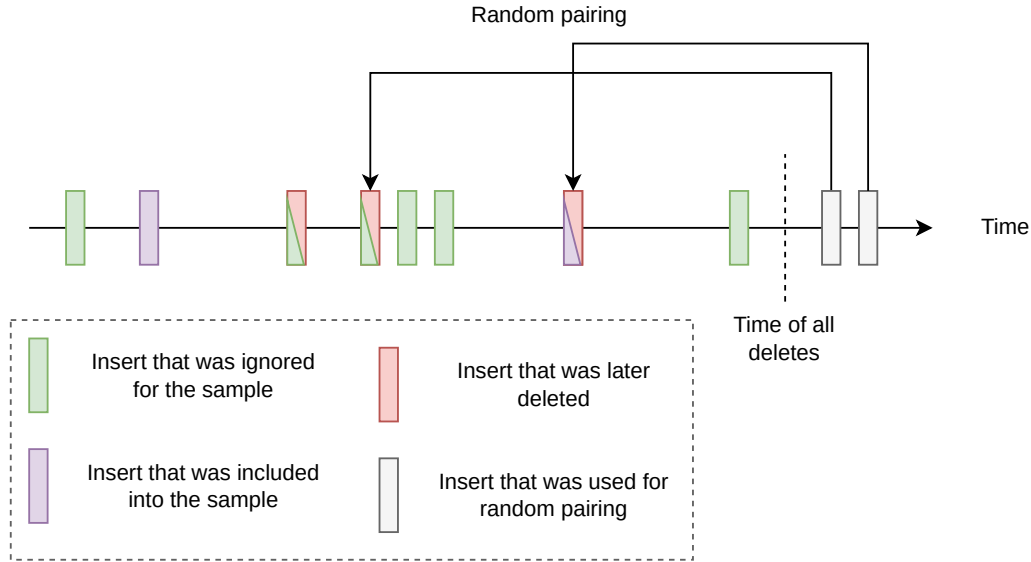 Random pairing
Time
Time of all
deletes
Insert that was ignored
for the sample
Insert that was later
deleted
Insert that was included
into the sample
Insert that was used for
random pairing